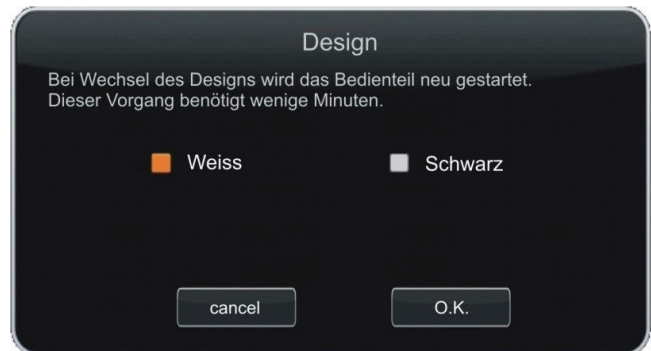 Design
Bei Wechsel des Designs wird das Bedienteil neu gestartet.
Dieser Vorgang benötigt wenige Minuten.
Weiss Schwarz
cancel O.K.